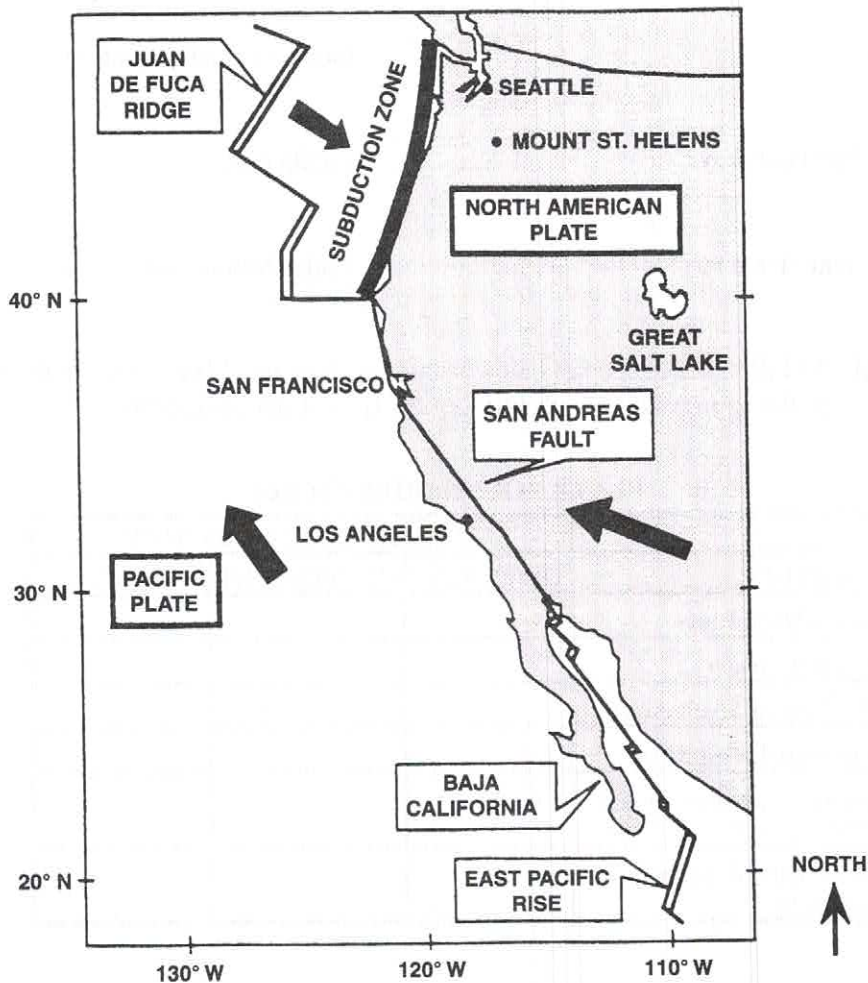 JUAN
DE FUCA
RIDGE
SUBDUCTION ZONE
SEATTLE
MOUNT ST. HELENS
NORTH AMERICAN
PLATE
40° N
GREAT
SALT LAKE
SAN FRANCISCO
SAN ANDREAS
FAULT
LOS ANGELES
PACIFIC
PLATE
30° N
BAJA
CALIFORNIA
NORTH
EAST PACIFIC
RISE
20° N
130° W
120° W
110° W